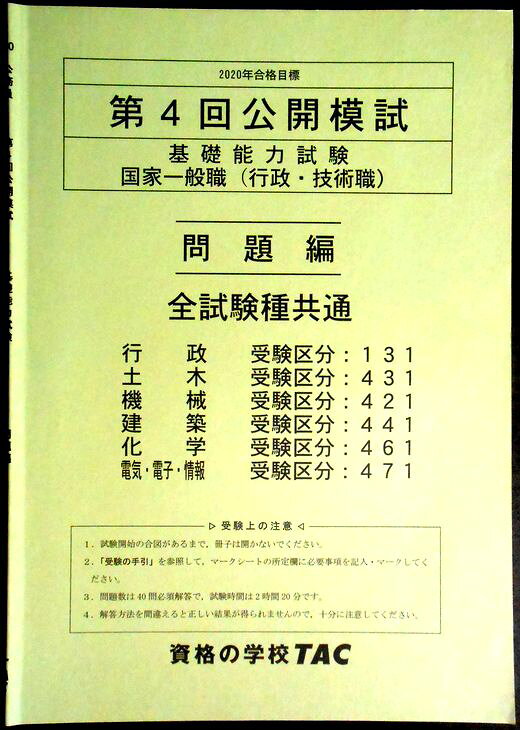 2020年合格目標
第4回公開模試
基礎能力試験
国家一般職（行政・技術職）
問題編
全試験種共通
行政 受験区分：131
土木 受験区分：431
機械 受験区分：421
建築 受験区分：441
化学 受験区分：461
電気・電子・情報 受験区分：471
▷ 受験上の注意 ◁
1．試験開始の合図があるまで，冊子は開かないでください。
2．「受験の手引」を参照して，マークシートの所定欄に必要事項を記入・マークしてく
ださい。
3．問題数は40問必須解答で，試験時間は2時間20分です。
4．解答方法を間違えると正しい結果が得られませんので，十分に注意してください。
資格の学校TAC